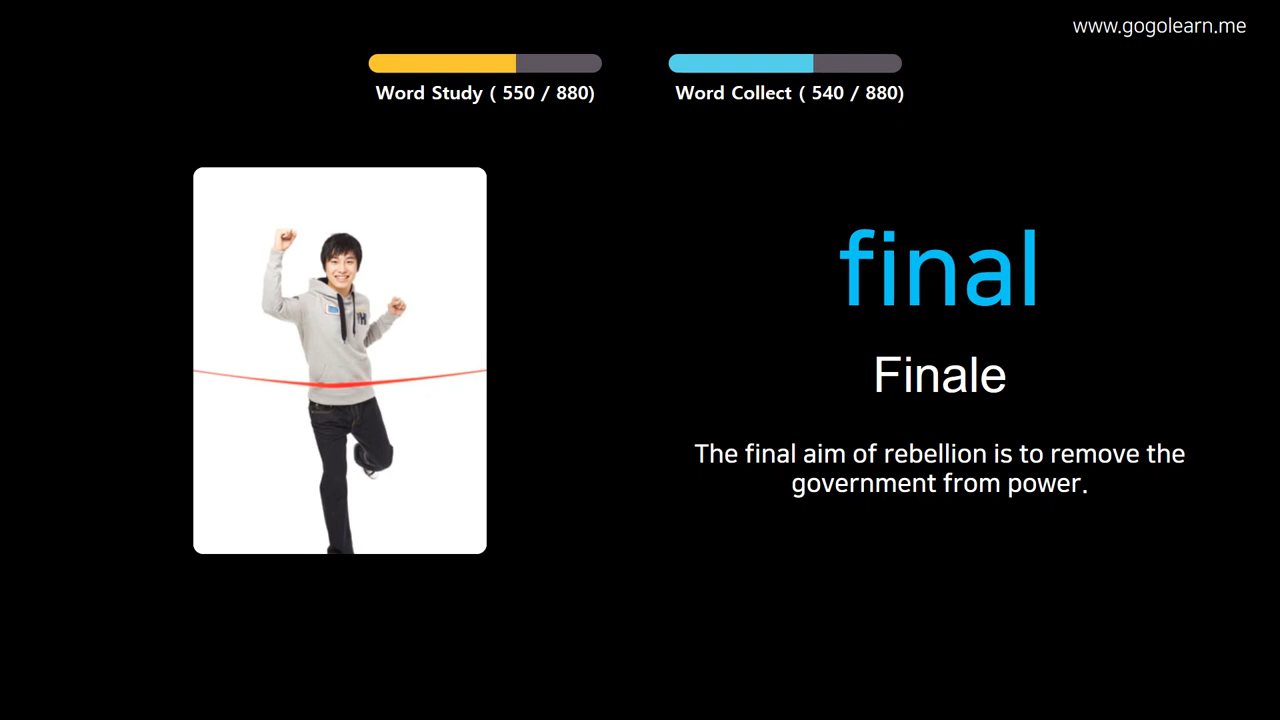 www.gogolearn.me
Word Study ( 550 / 880)
Word Collect ( 540 / 880)
final
Finale
The final aim of rebellion is to remove the
government from power.